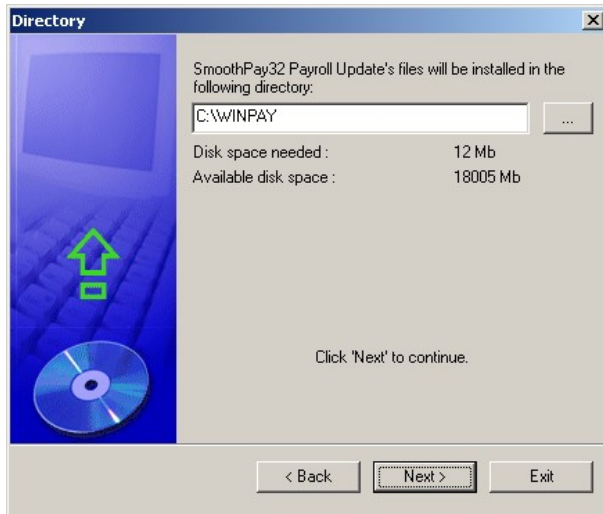 Directory
SmoothPay32 Payroll Update's files will be installed in the
following directory:
C:\WINPAY
...
Disk space needed : 12 Mb
Available disk space : 18005 Mb
Click 'Next' to continue.
< Back Next > Exit